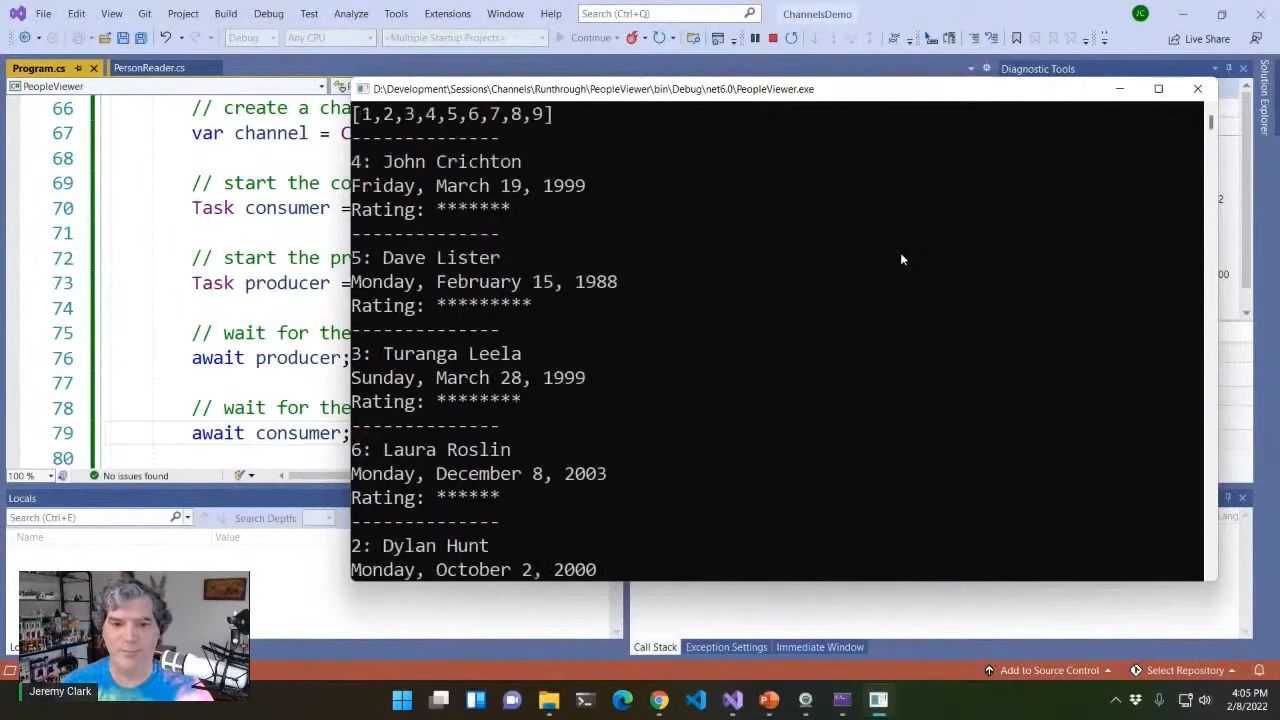 File Edit View Git Project Build Debug Test Analyze Tools Extensions Window Help Search (Ctrl+Q) ChannelsDemo JC
Debug Any CPU <Multiple Startup Projects> Continue Live Share
Program.cs PersonReader.cs Diagnostic Tools
PeopleViewer
D:\Development\Sessions\Channels\Runthrough\PeopleViewer\bin\Debug\net6.0\PeopleViewer.exe
Solution Explorer
66 // create a cha
67 var channel = C
68
69 // start the co
70 Task consumer =
71
72 // start the pr
73 Task producer =
74
75 // wait for the
76 await producer;
77
78 // wait for the
79 await consumer;
80
[1,2,3,4,5,6,7,8,9]
--------------
4: John Crichton
Friday, March 19, 1999
Rating: *******
--------------
5: Dave Lister
Monday, February 15, 1988
Rating: *********
--------------
3: Turanga Leela
Sunday, March 28, 1999
Rating: ********
--------------
6: Laura Roslin
Monday, December 8, 2003
Rating: ******
--------------
2: Dylan Hunt
Monday, October 2, 2000
100 % No issues found
Locals
Search (Ctrl+E) Search Depth: Lang
Name Value
Call Stack Exception Settings Immediate Window
Add to Source Control Select Repository
Jeremy Clark
4:05 PM
2/8/2022